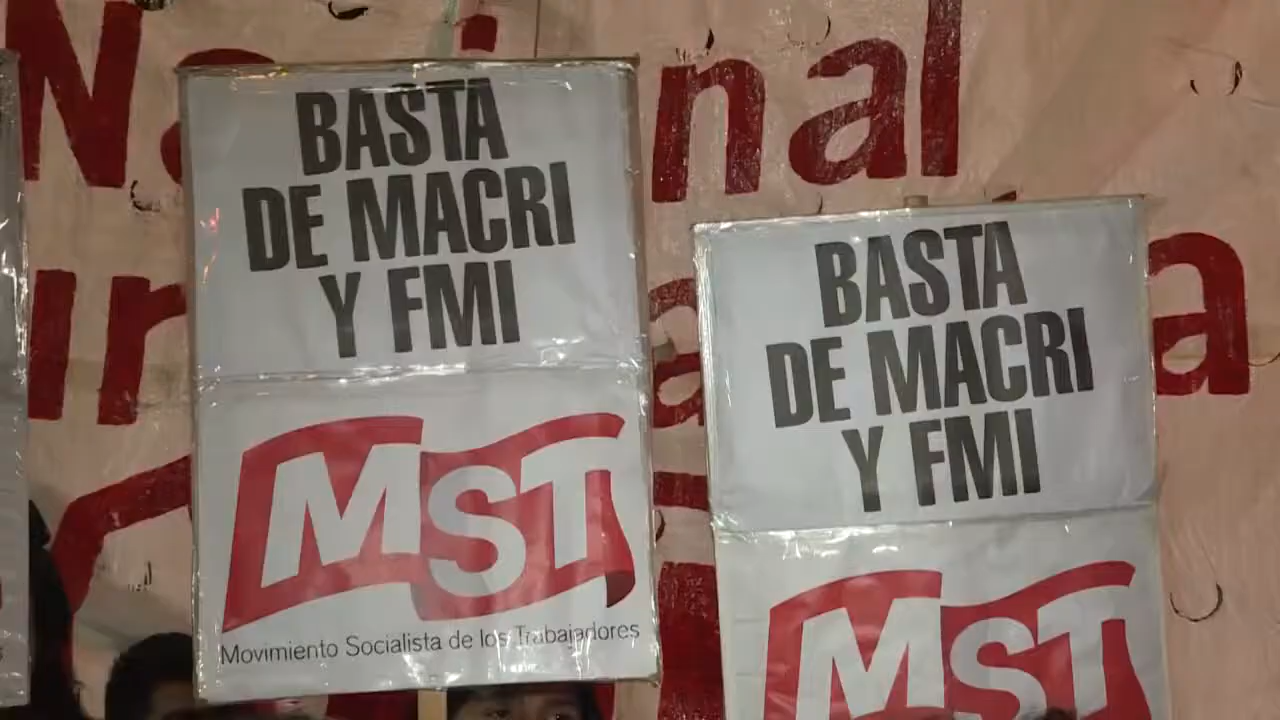 BASTA
DE MACRI
Y FMI
MST
Movimiento Socialista de los Trabajadores
BASTA
DE MACRI
Y FMI
MST